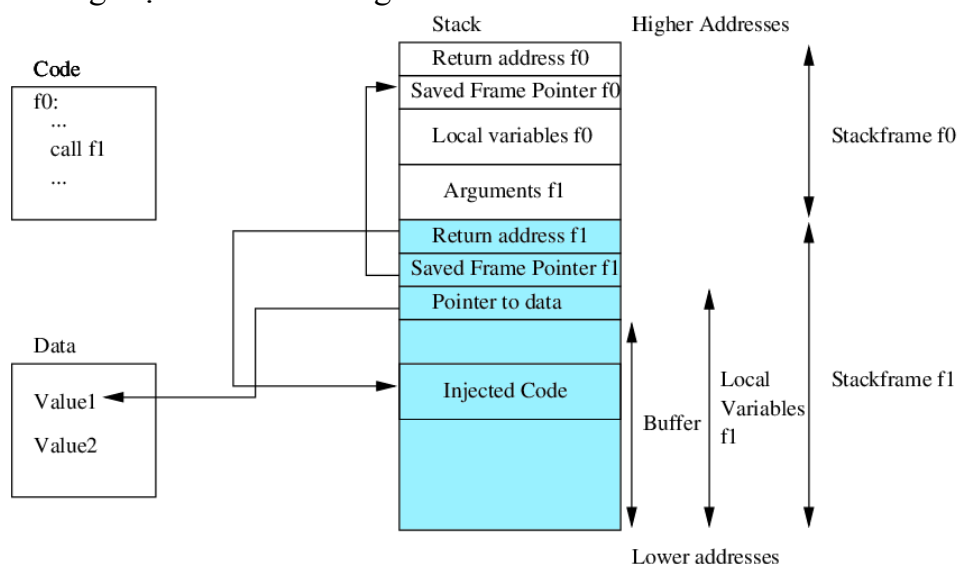 Stack
Higher Addresses
Code
f0:
...
call f1
...
Return address f0
Saved Frame Pointer f0
Local variables f0
Arguments f1
Return address f1
Saved Frame Pointer f1
Pointer to data
Injected Code
Stackframe f0
Data
Value1
Value2
Buffer
Local
Variables
f1
Stackframe f1
Lower addresses